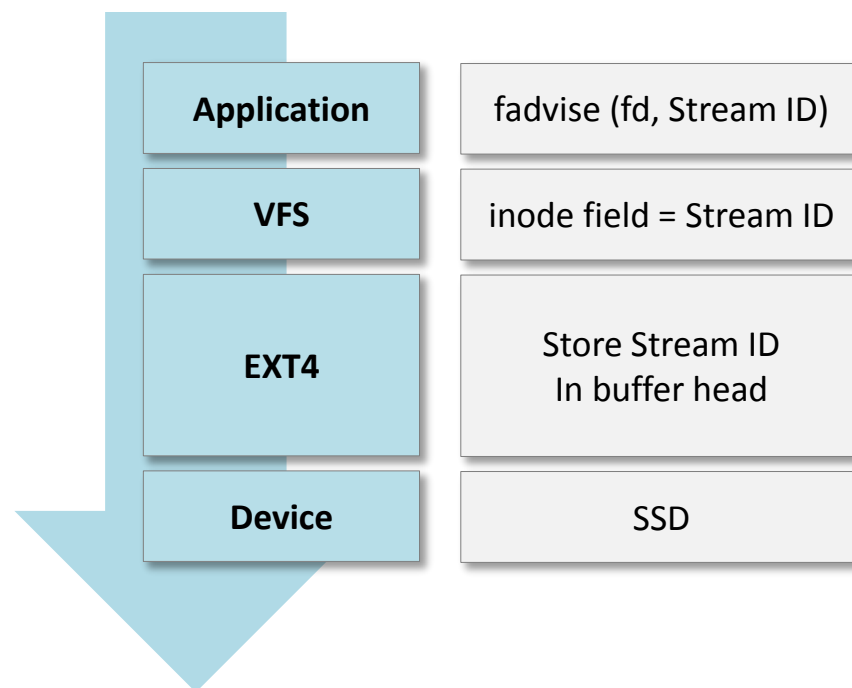 Application
fadvise (fd, Stream ID)
VFS
inode field = Stream ID
EXT4
Store Stream ID
In buffer head
Device
SSD